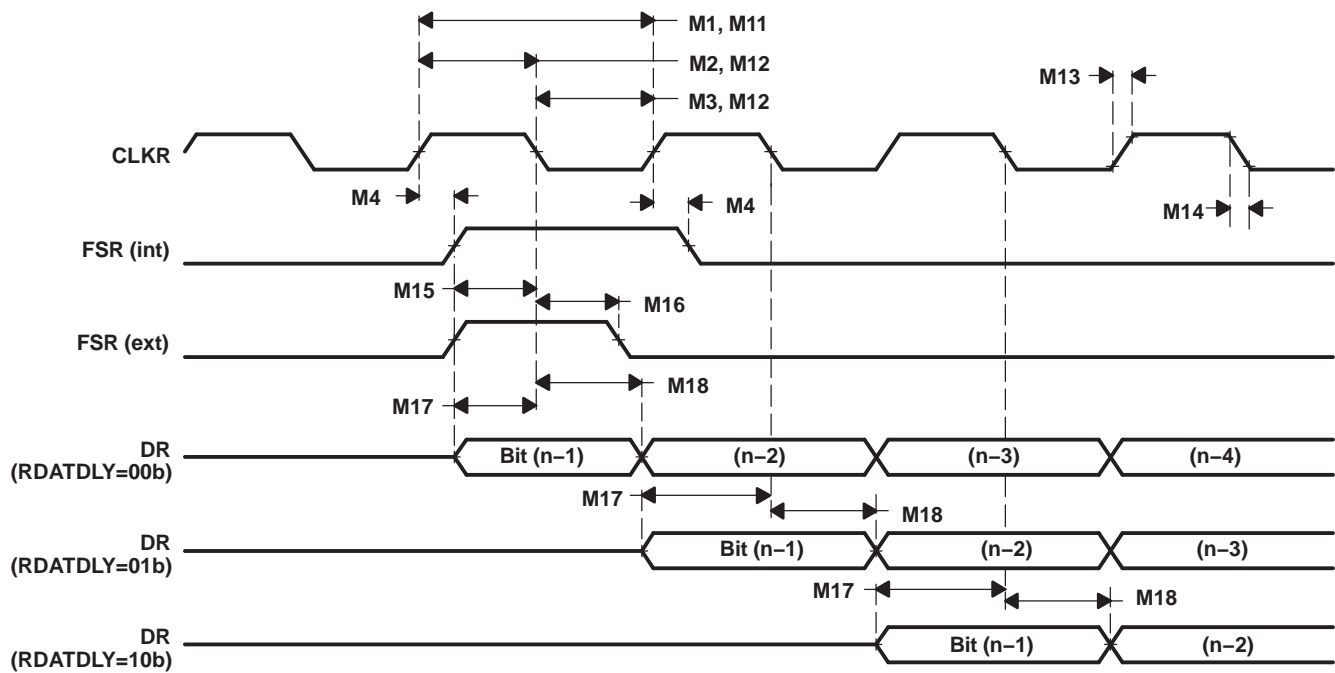 M1, M11
M2, M12
M3, M12
M13
CLKR
M4
M4
M14
FSR (int)
M15
M16
FSR (ext)
M18
M17
DR
(RDATDLY=00b)
Bit (n−1)
(n−2)
(n−3)
(n−4)
M17
M18
DR
(RDATDLY=01b)
Bit (n−1)
(n−2)
(n−3)
M17
M18
DR
(RDATDLY=10b)
Bit (n−1)
(n−2)